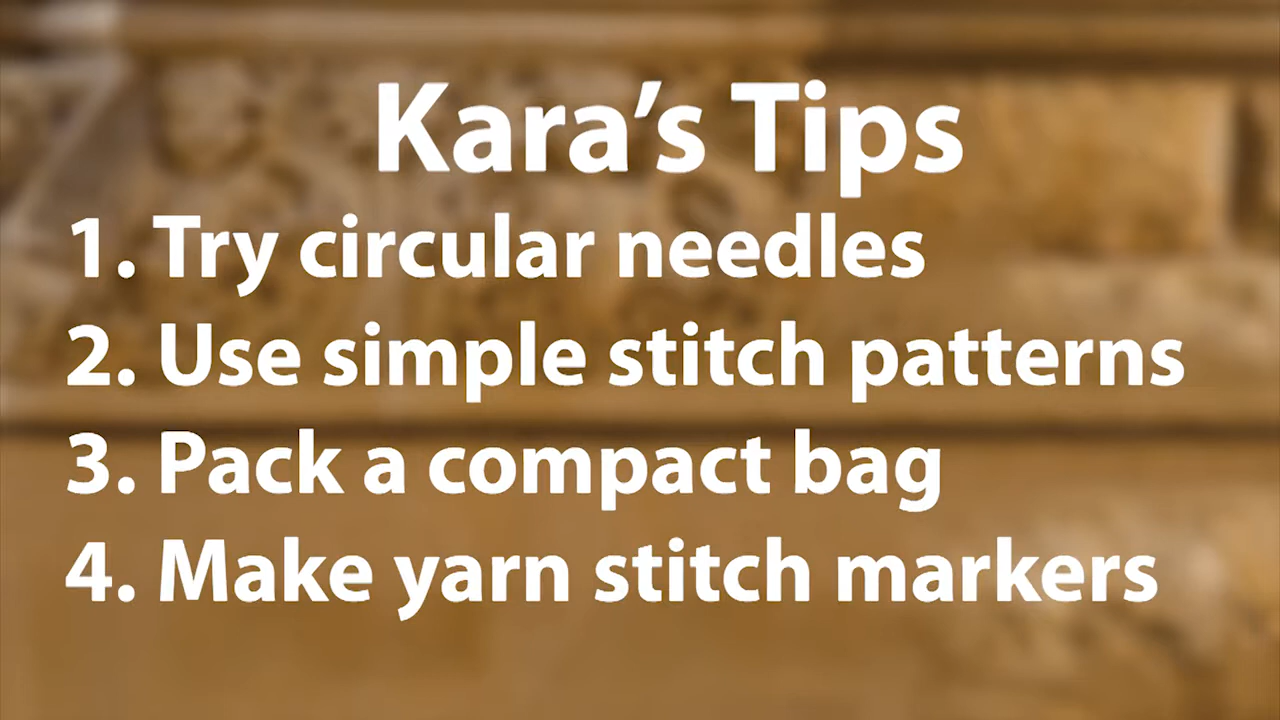 Kara’s Tips
1. Try circular needles
2. Use simple stitch patterns
3. Pack a compact bag
4. Make yarn stitch markers